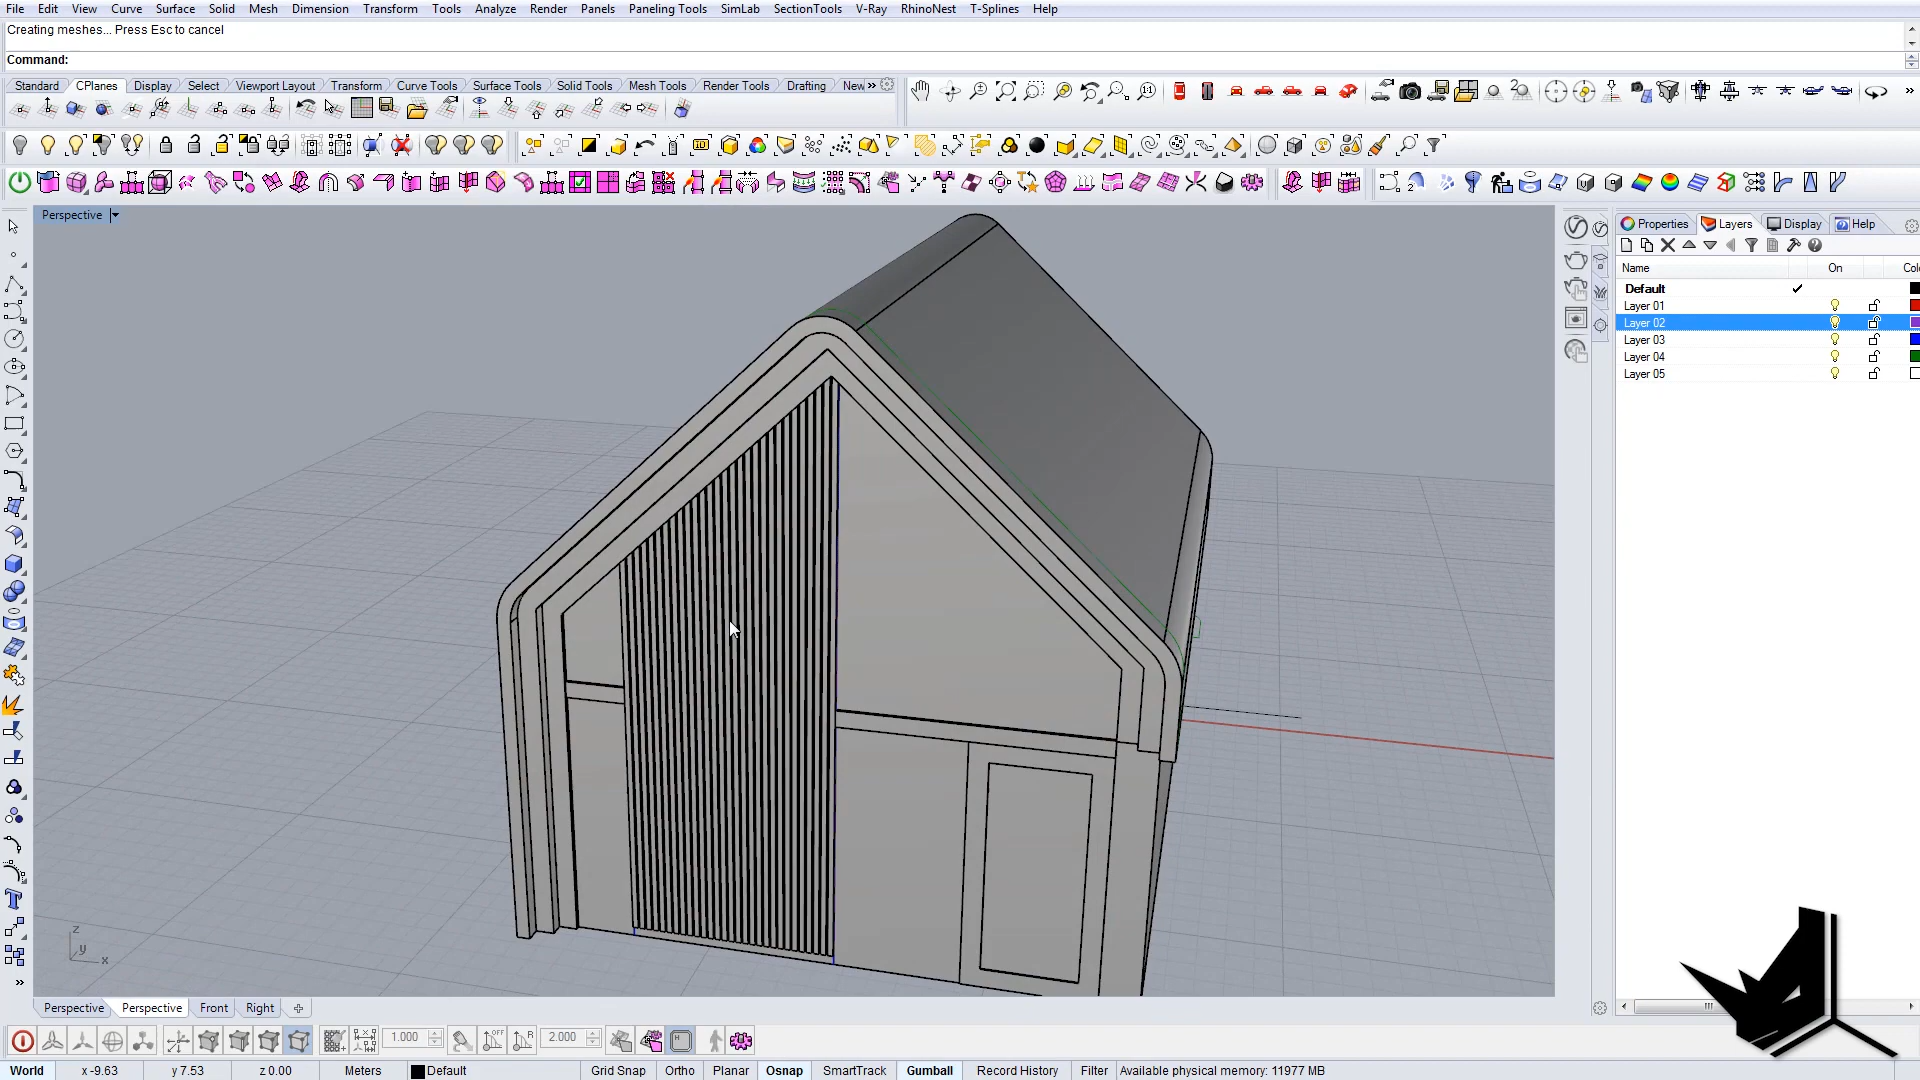 File Edit View Curve Surface Solid Mesh Dimension Transform Tools Analyze Render Panels Paneling Tools SimLab SectionTools V-Ray RhinoNest T-Splines Help
Creating meshes... Press Esc to cancel
Command:
Standard CPlanes Display Select Viewport Layout Transform Curve Tools Surface Tools Solid Tools Mesh Tools Render Tools Drafting New
Perspective
Properties Layers Display Help
Name On Col
Default
Layer 01
Layer 02
Layer 03
Layer 04
Layer 05
z
y
x
Perspective Perspective Front Right
1.000 2.000
World x -9.63 y 7.53 z 0.00 Meters Default Grid Snap Ortho Planar Osnap SmartTrack Gumball Record History Filter Available physical memory: 11977 MB